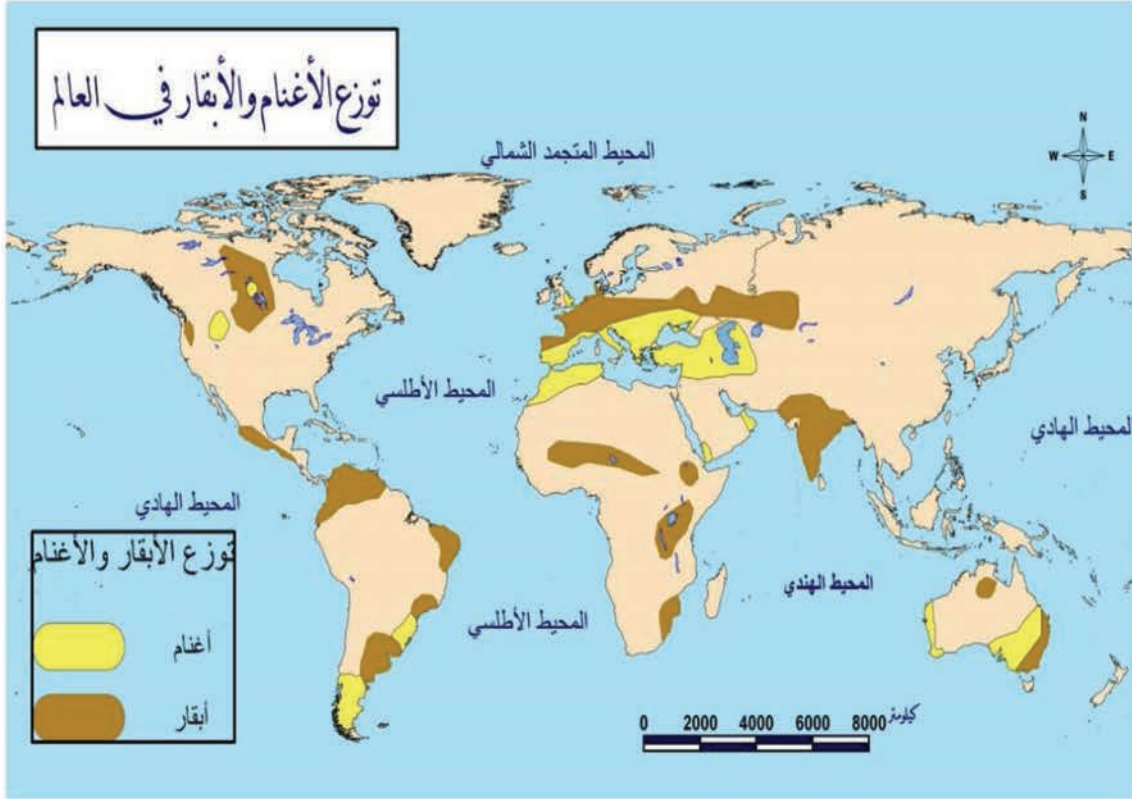 توزع الأغنام والأبقار في العالم
N
W E
S
المحيط المتجمد الشمالي
المحيط الأطلسي
المحيط الهادي
المحيط الهادي
المحيط الهندي
المحيط الأطلسي
توزع الأبقار والأغنام
أغنام
أبقار
0 2000 4000 6000 8000 كيلومتر